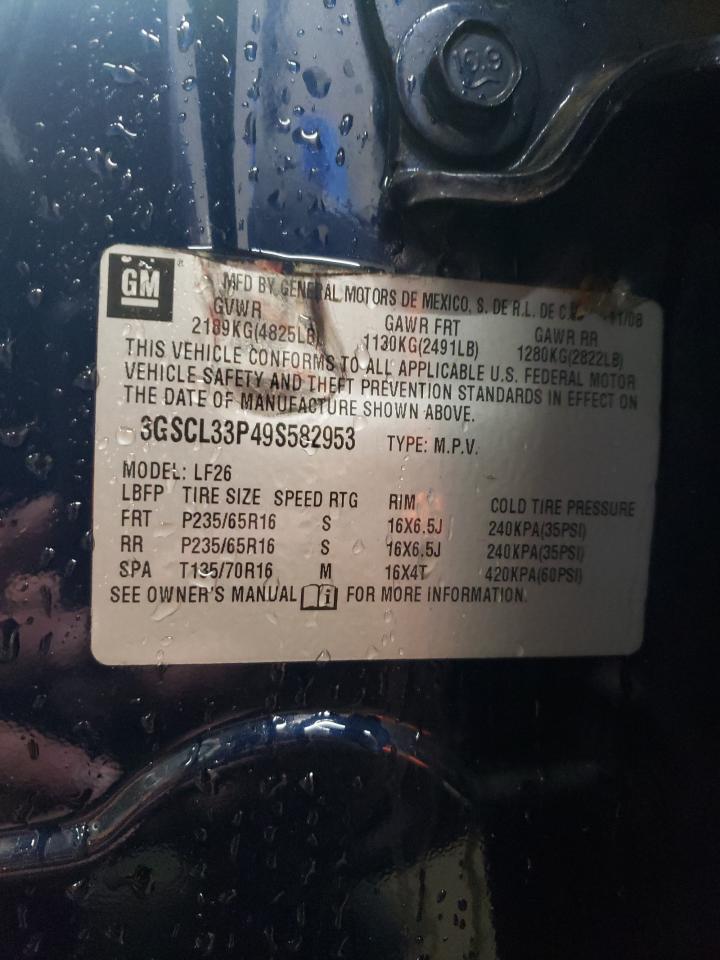 10.9
GM
MFD BY GENERAL MOTORS DE MEXICO, S. DE R.L. DE C.V. 11/08
GVWR GAWR FRT GAWR RR
2189KG(4825LB) 1130KG(2491LB) 1280KG(2822LB)
THIS VEHICLE CONFORMS TO ALL APPLICABLE U.S. FEDERAL MOTOR
VEHICLE SAFETY AND THEFT PREVENTION STANDARDS IN EFFECT ON
THE DATE OF MANUFACTURE SHOWN ABOVE.
3GSCL33P49S582953 TYPE: M.P.V.
MODEL: LF26
LBFP TIRE SIZE SPEED RTG RIM COLD TIRE PRESSURE
FRT P235/65R16 S 16X6.5J 240KPA(35PSI)
RR P235/65R16 S 16X6.5J 240KPA(35PSI)
SPA T135/70R16 M 16X4T 420KPA(60PSI)
SEE OWNER'S MANUAL i FOR MORE INFORMATION.